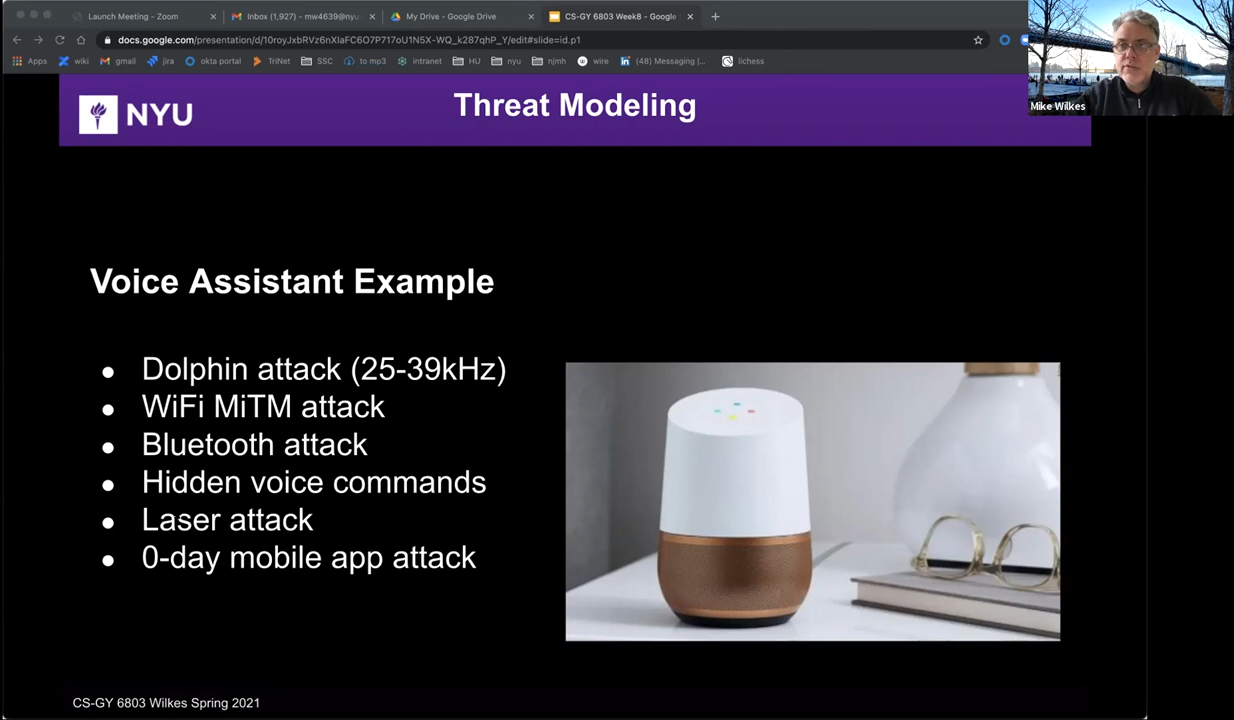 Launch Meeting - Zoom
Inbox (1,927) - mw4639@nyu
My Drive - Google Drive
CS-GY 6803 Week8 - Google
docs.google.com/presentation/d/10royJxbRVz6nXlaFC6O7P717oU1N5X-WQ_k287qhP_Y/edit#slide=id.p1
Apps wiki gmail jira okta portal TriNet SSC to mp3 intranet HU nyu njmh wire (48) Messaging |... lichess
Mike Wilkes
NYU
Threat Modeling
Voice Assistant Example
● Dolphin attack (25-39kHz)
● WiFi MiTM attack
● Bluetooth attack
● Hidden voice commands
● Laser attack
● 0-day mobile app attack
CS-GY 6803 Wilkes Spring 2021